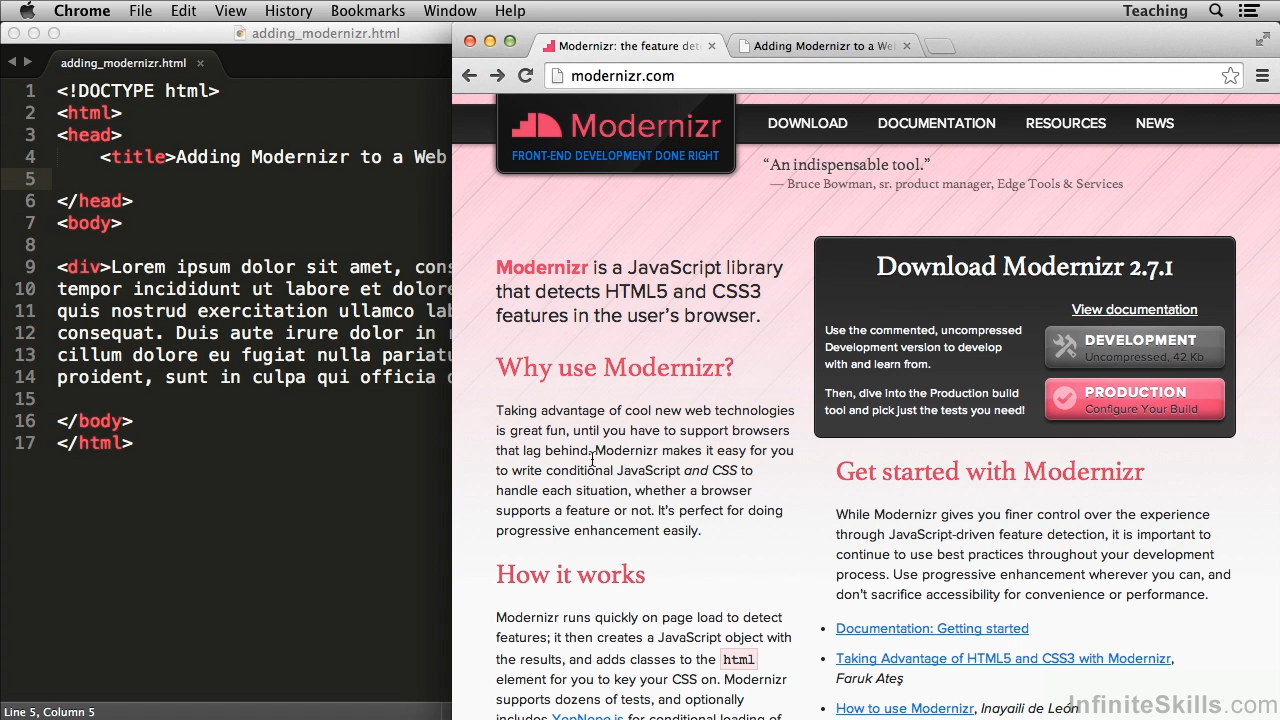 Chrome File Edit View History Bookmarks Window Help Teaching
adding_modernizr.html
adding_modernizr.html ×
1 <!DOCTYPE html>
2 <html>
3 <head>
4 <title>Adding Modernizr to a Web
5
6 </head>
7 <body>
8
9 <div>Lorem ipsum dolor sit amet, cons
10 tempor incididunt ut labore et dolore
11 quis nostrud exercitation ullamco lab
12 consequat. Duis aute irure dolor in r
13 cillum dolore eu fugiat nulla pariatu
14 proident, sunt in culpa qui officia
15
16 </body>
17 </html>
Line 5, Column 5
Modernizr: the feature det ×
Adding Modernizr to a We ×
modernizr.com
Modernizr
FRONT-END DEVELOPMENT DONE RIGHT
DOWNLOAD DOCUMENTATION RESOURCES NEWS
“An indispensable tool.”
— Bruce Bowman, sr. product manager, Edge Tools & Services
Modernizr is a JavaScript library
that detects HTML5 and CSS3
features in the user’s browser.
Why use Modernizr?
Taking advantage of cool new web technologies
is great fun, until you have to support browsers
that lag behind. Modernizr makes it easy for you
to write conditional JavaScript and CSS to
handle each situation, whether a browser
supports a feature or not. It’s perfect for doing
progressive enhancement easily.
How it works
Modernizr runs quickly on page load to detect
features; it then creates a JavaScript object with
the results, and adds classes to the html
element for you to key your CSS on. Modernizr
supports dozens of tests, and optionally
includes YepNope.js for conditional loading of
Download Modernizr 2.7.1
View documentation
Use the commented, uncompressed
Development version to develop
with and learn from.
DEVELOPMENT
Uncompressed, 42 Kb
Then, dive into the Production build
tool and pick just the tests you need!
PRODUCTION
Configure Your Build
Get started with Modernizr
While Modernizr gives you finer control over the experience
through JavaScript-driven feature detection, it is important to
continue to use best practices throughout your development
process. Use progressive enhancement wherever you can, and
don’t sacrifice accessibility for convenience or performance.
• Documentation: Getting started
• Taking Advantage of HTML5 and CSS3 with Modernizr,
Faruk Ateş
• How to use Modernizr, Inayaili de León
InfiniteSkills.com